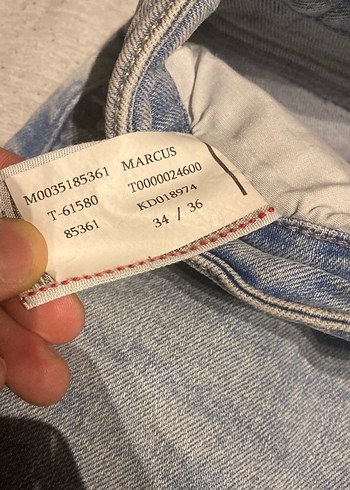 M0035185361 MARCUS
T-61580 T0000024600
85361 KD018974
34 / 36